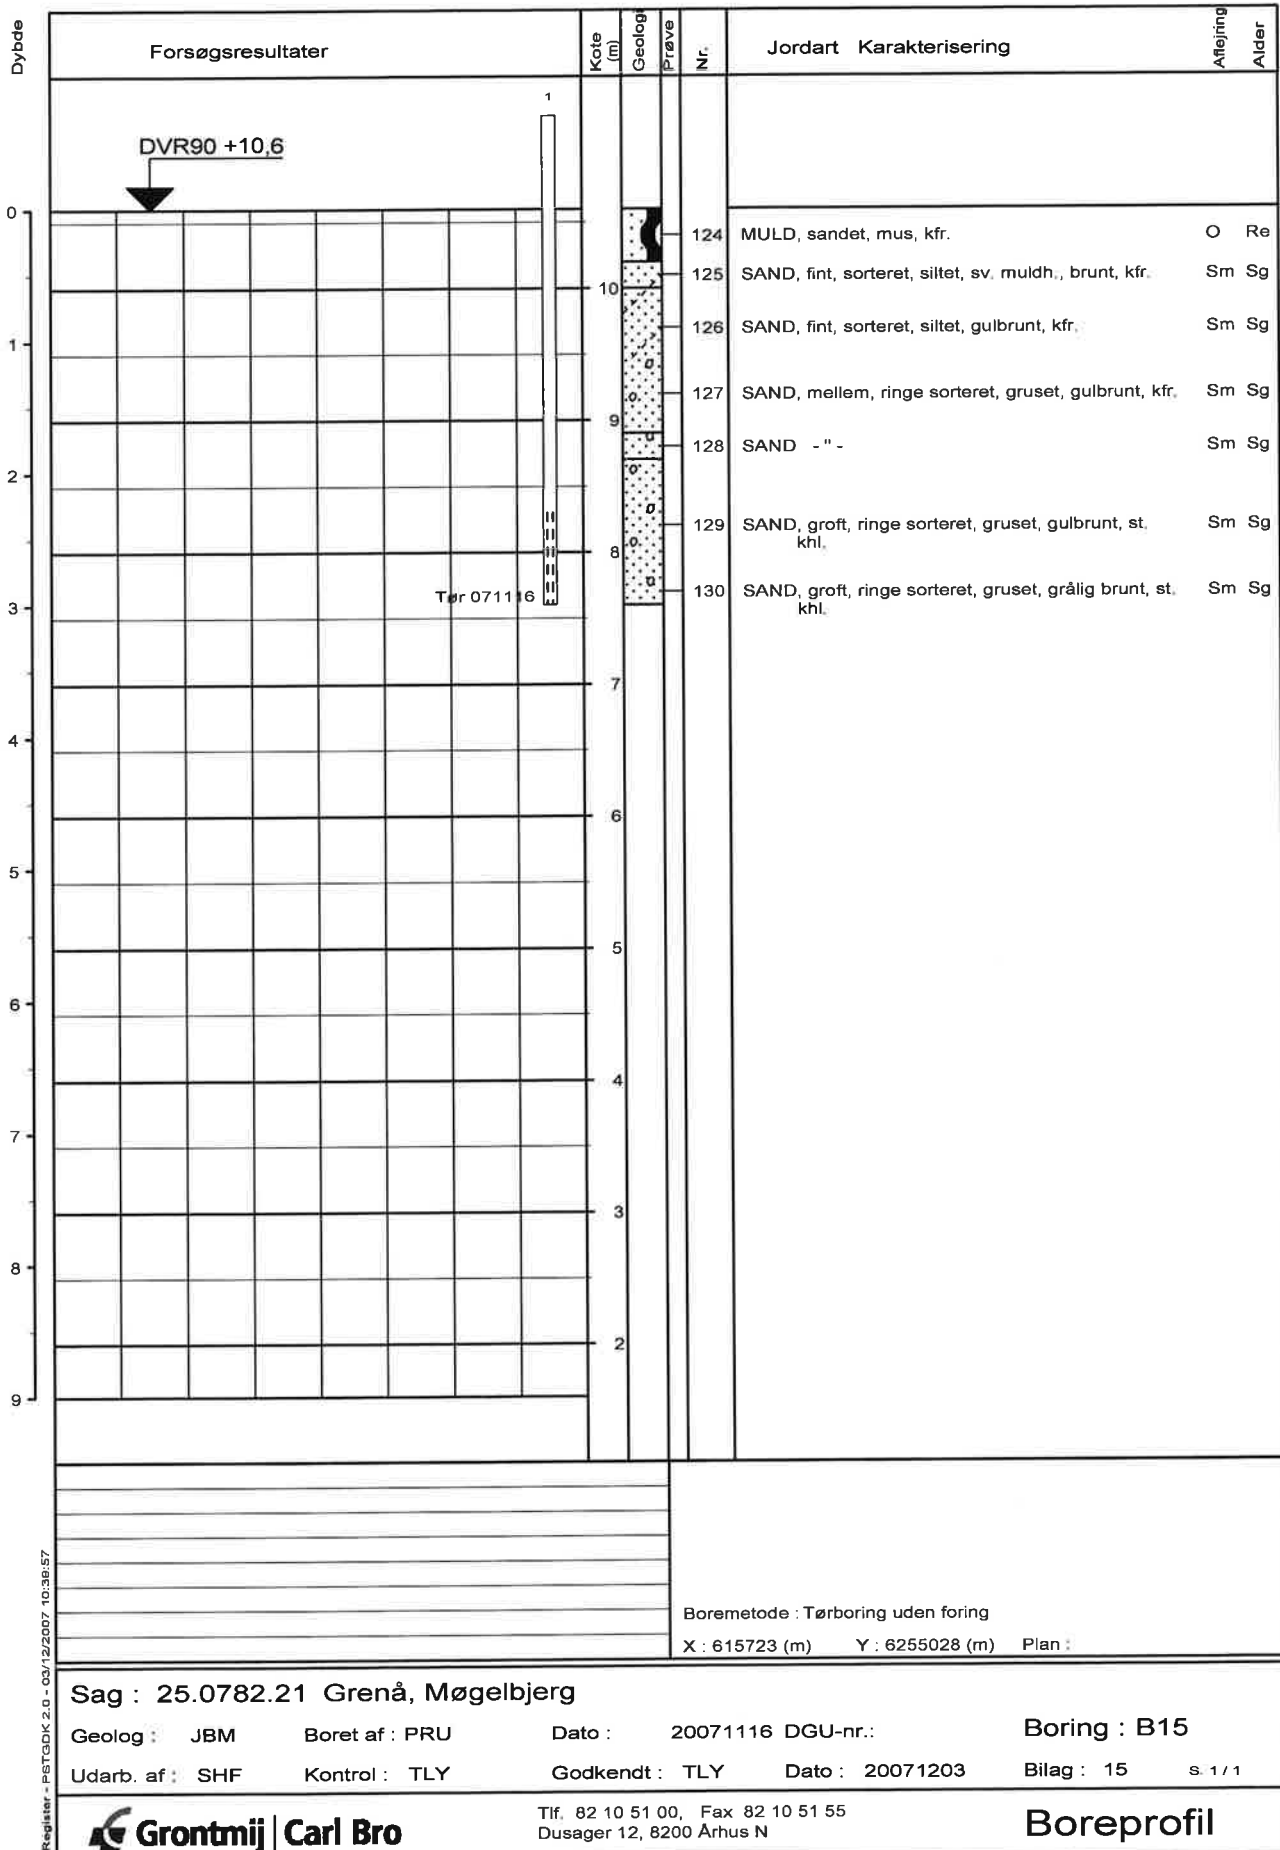 Dybde
Forsøgsresultater
Kote (m)
Geologi
Prøve
Nr.
Jordart Karakterisering
Aflejring
Alder
1
DVR90 +10,6
0
124 MULD, sandet, mus, kfr. O Re
125 SAND, fint, sorteret, siltet, sv. muldh., brunt, kfr. Sm Sg
10
126 SAND, fint, sorteret, siltet, gulbrunt, kfr. Sm Sg
1
127 SAND, mellem, ringe sorteret, gruset, gulbrunt, kfr. Sm Sg
9
128 SAND - " - Sm Sg
2
129 SAND, groft, ringe sorteret, gruset, gulbrunt, st. Sm Sg
khl.
8
130 SAND, groft, ringe sorteret, gruset, grålig brunt, st. Sm Sg
khl.
Tør 071116
3
7
4
6
5
5
6
4
7
3
8
2
9
Boremetode : Tørboring uden foring
X : 615723 (m) Y : 6255028 (m) Plan :
Register - PSTGDK 2.0 - 03/12/2007 10:38:57
Sag : 25.0782.21 Grenå, Møgelbjerg
Geolog : JBM Boret af : PRU Dato : 20071116 DGU-nr.: Boring : B15
Udarb. af : SHF Kontrol : TLY Godkendt : TLY Dato : 20071203 Bilag : 15 S. 1 / 1
Grontmij | Carl Bro
Tlf. 82 10 51 00, Fax 82 10 51 55
Dusager 12, 8200 Århus N
Boreprofil